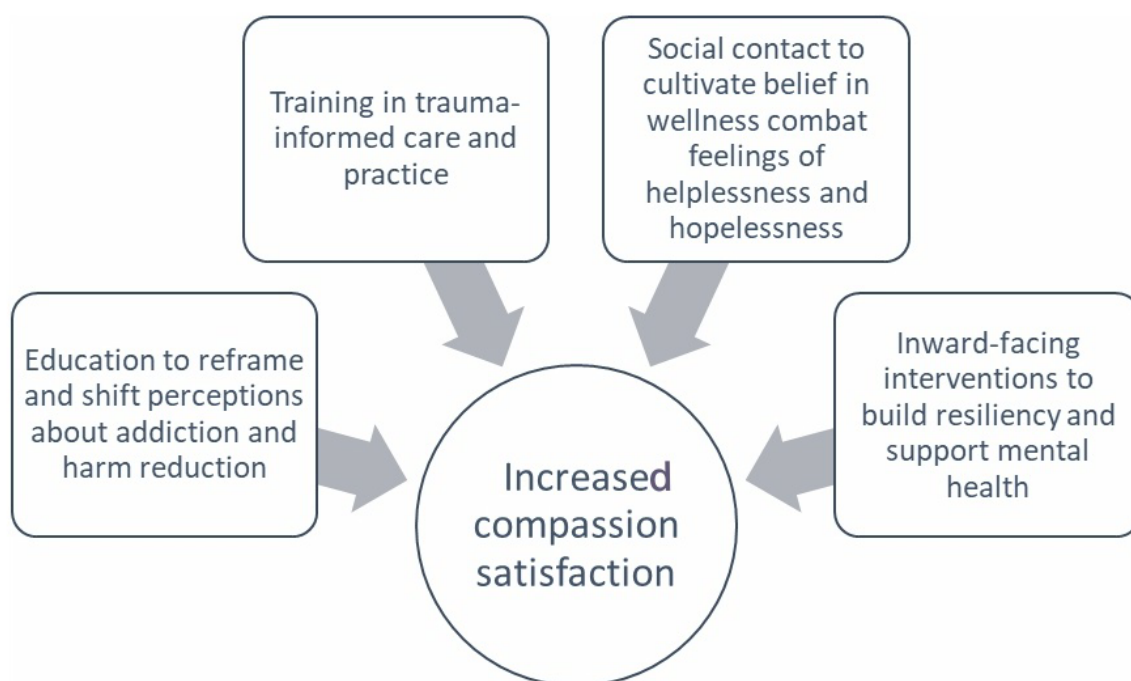 Training in trauma-
informed care and
practice
Social contact to
cultivate belief in
wellness combat
feelings of
helplessness and
hopelessness
Education to reframe
and shift perceptions
about addiction and
harm reduction
Inward-facing
interventions to
build resiliency and
support mental
health
Increased
compassion
satisfaction